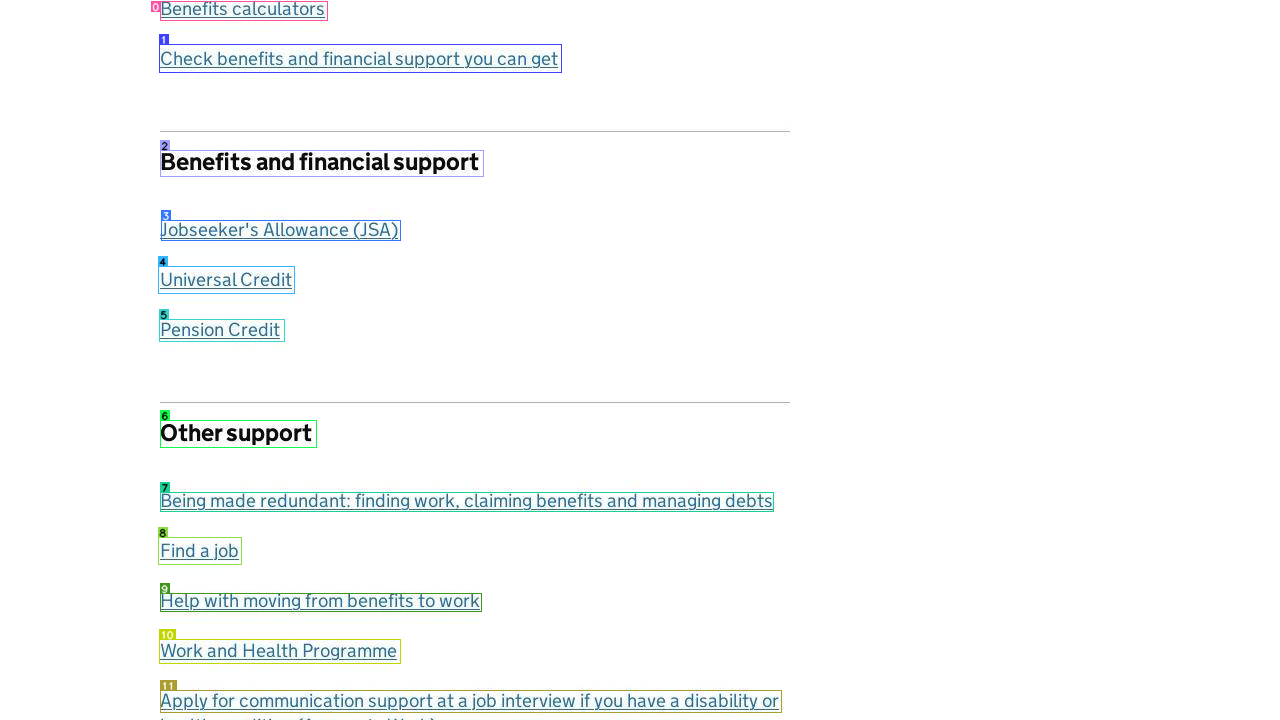 0
Benefits calculators
1
Check benefits and financial support you can get
2
Benefits and financial support
3
Jobseeker's Allowance (JSA)
4
Universal Credit
5
Pension Credit
6
Other support
7
Being made redundant: finding work, claiming benefits and managing debts
8
Find a job
9
Help with moving from benefits to work
10
Work and Health Programme
11
Apply for communication support at a job interview if you have a disability or